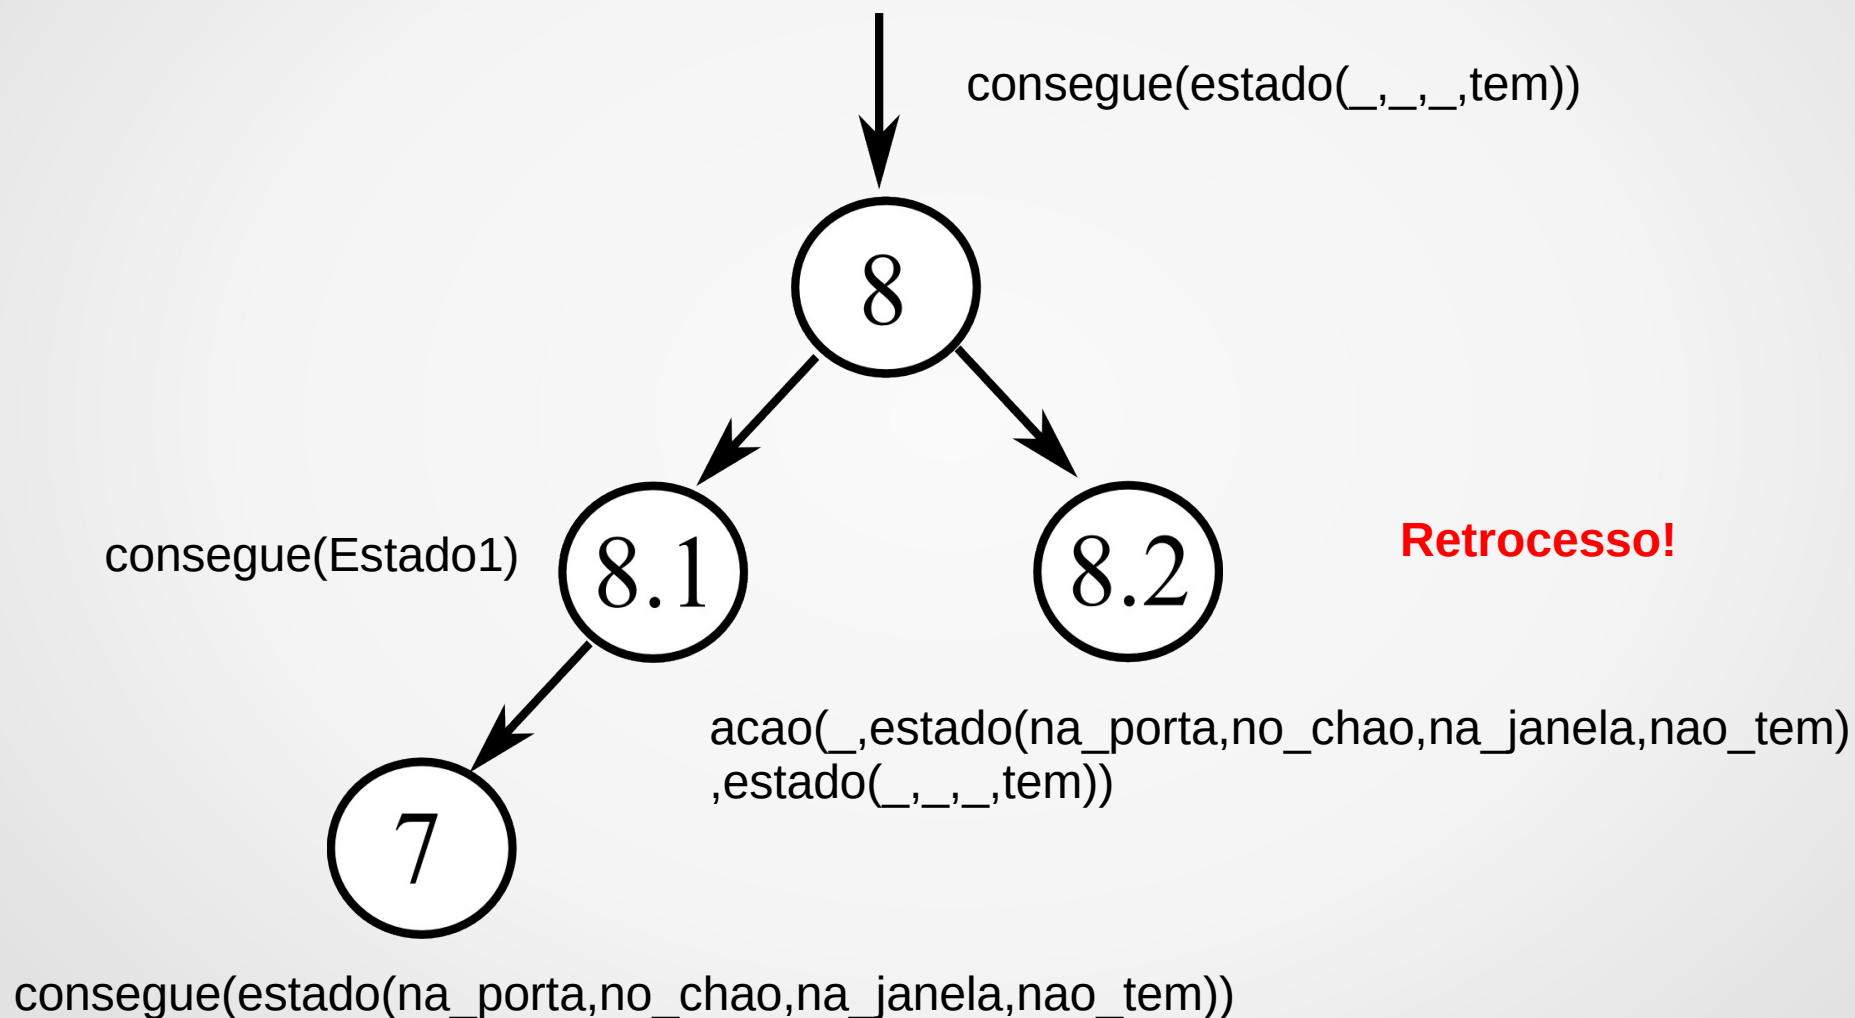 consegue(estado(_,_,_,tem))
8
consegue(Estado1)
8.1
8.2
Retrocesso!
acao(_,estado(na_porta,no_chao,na_janela,nao_tem)
,estado(_,_,_,tem))
7
consegue(estado(na_porta,no_chao,na_janela,nao_tem))